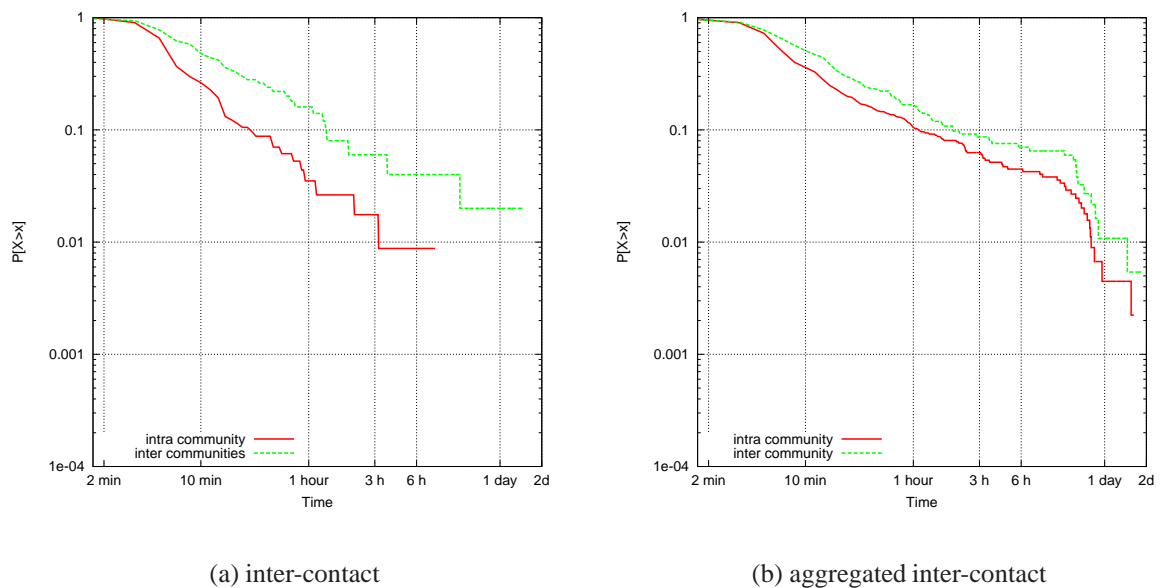 1
0.1
0.01
0.001
1e-04
P[X>x]
intra community
inter communities
2 min 10 min 1 hour 3 h 6 h 1 day 2d
Time
(a) inter-contact
1
0.1
0.01
0.001
1e-04
P[X>x]
intra community
inter community
2 min 10 min 1 hour 3 h 6 h 1 day 2d
Time
(b) aggregated inter-contact